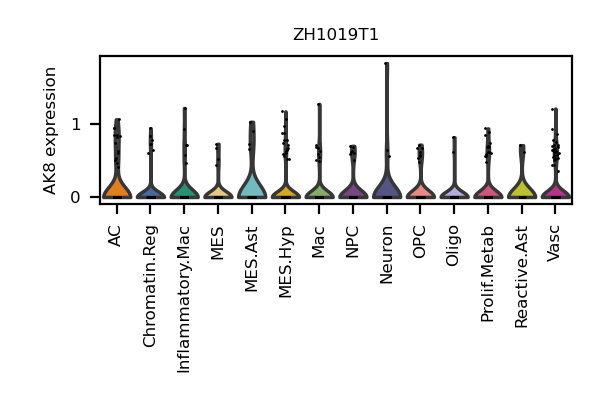 ZH1019T1
AK8 expression
1
0
AC
Chromatin.Reg
Inflammatory.Mac
MES
MES.Ast
MES.Hyp
Mac
NPC
Neuron
OPC
Oligo
Prolif.Metab
Reactive.Ast
Vasc